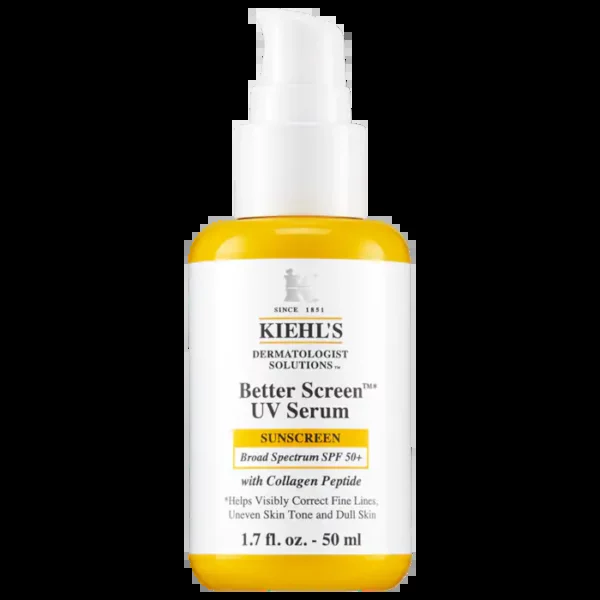 K
SINCE 1851
KIEHL'S
DERMATOLOGIST
SOLUTIONS™
Better Screen™*
UV Serum
SUNSCREEN
Broad Spectrum SPF 50+
with Collagen Peptide
*Helps Visibly Correct Fine Lines,
Uneven Skin Tone and Dull Skin
1.7 fl. oz. - 50 ml